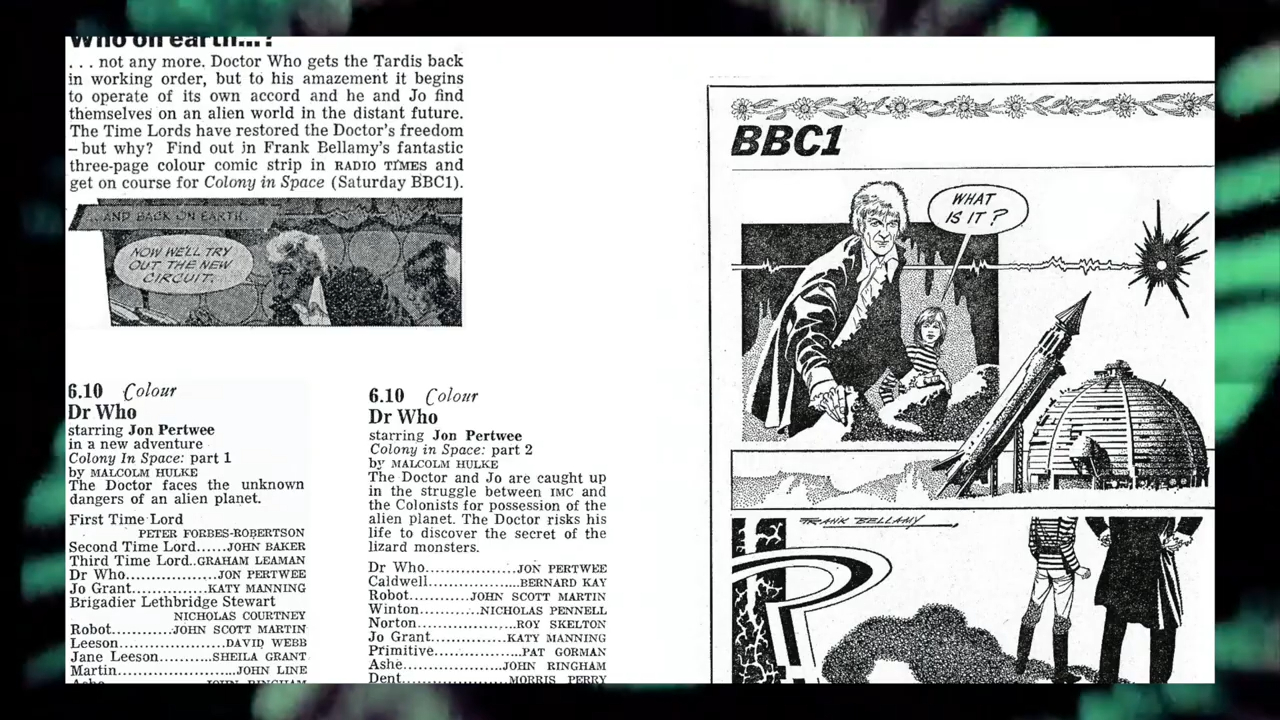 Who on earth...?
. . . not any more. Doctor Who gets the Tardis back
in working order, but to his amazement it begins
to operate of its own accord and he and Jo find
themselves on an alien world in the distant future.
The Time Lords have restored the Doctor's freedom
– but why? Find out in Frank Bellamy's fantastic
three-page colour comic strip in RADIO TIMES and
get on course for Colony in Space (Saturday BBC1).
... AND BACK ON EARTH.
NOW WE'LL TRY
OUT THE NEW
CIRCUIT.
6.10 Colour
Dr Who
starring Jon Pertwee
in a new adventure
Colony In Space: part 1
by MALCOLM HULKE
The Doctor faces the unknown
dangers of an alien planet.
First Time Lord
PETER FORBES-ROBERTSON
Second Time Lord......JOHN BAKER
Third Time Lord..GRAHAM LEAMAN
Dr Who..................JON PERTWEE
Jo Grant................KATY MANNING
Brigadier Lethbridge Stewart
NICHOLAS COURTNEY
Robot.........JOHN SCOTT MARTIN
Leeson....................DAVID WEBB
Jane Leeson.........SHEILA GRANT
Martin.......................JOHN LINE
Ashe..............JOHN RINGHAM
6.10 Colour
Dr Who
starring Jon Pertwee
Colony in Space: part 2
by MALCOLM HULKE
The Doctor and Jo are caught up
in the struggle between IMC and
the Colonists for possession of the
alien planet. The Doctor risks his
life to discover the secret of the
lizard monsters.
Dr Who..................JON PERTWEE
Caldwell.................BERNARD KAY
Robot.........JOHN SCOTT MARTIN
Winton...........NICHOLAS PENNELL
Norton....................ROY SKELTON
Jo Grant................KATY MANNING
Primitive.................PAT GORMAN
Ashe...................JOHN RINGHAM
Dent....................MORRIS PERRY
BBC1
WHAT
IS IT?
FRANK BELLAMY